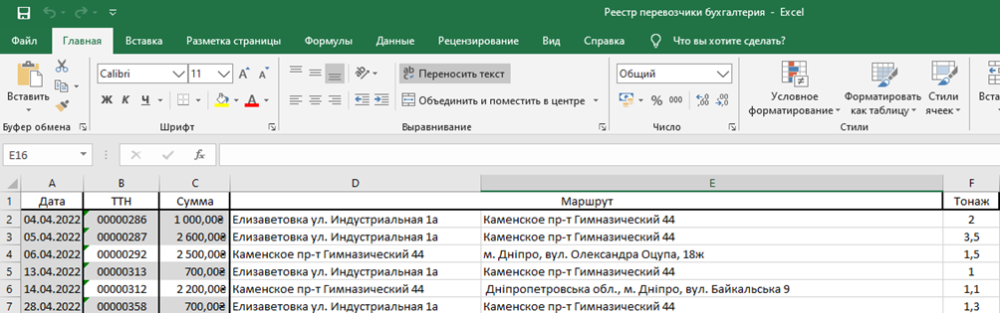 Реестр перевозчики бухгалтерия - Excel
Файл Главная Вставка Разметка страницы Формулы Данные Рецензирование Вид Справка Что вы хотите сделать?
Вставить
Буфер обмена
Calibri 11
Ж К Ч
Шрифт
Переносить текст
Объединить и поместить в центре
Выравнивание
Общий
% 000
Число
Условное форматирование
Форматировать как таблицу
Стили ячеек
Стили
E16 fx
A B C D E F
1 Дата ТТН Сумма Маршрут Тонаж
2 04.04.2022 00000286 1 000,00₴ Елизаветовка ул. Индустриальная 1а Каменское пр-т Гимназический 44 2
3 05.04.2022 00000287 2 600,00₴ Елизаветовка ул. Индустриальная 1а Каменское пр-т Гимназический 44 3,5
4 06.04.2022 00000292 2 500,00₴ Каменское пр-т Гимназический 44 м. Дніпро, вул. Олександра Оцупа, 18ж 1,5
5 13.04.2022 00000313 700,00₴ Елизаветовка ул. Индустриальная 1а Каменское пр-т Гимназический 44 1
6 14.04.2022 00000312 2 200,00₴ Каменское пр-т Гимназический 44 Дніпропетровська обл., м. Дніпро, вул. Байкальська 9 1,1
7 28.04.2022 00000358 700,00₴ Елизаветовка ул. Индустриальная 1а Каменское пр-т Гимназический 44 1,3